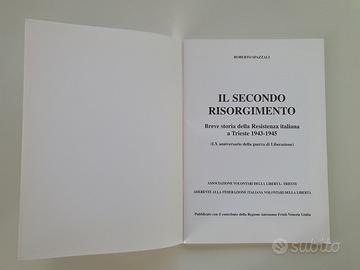 ROBERTO SPAZZALI
IL SECONDO
RISORGIMENTO
Breve storia della Resistenza italiana
a Trieste 1943-1945
(LX anniversario della guerra di Liberazione)
ASSOCIAZIONE VOLONTARI DELLA LIBERTÀ - TRIESTE
ADERENTE ALLA FEDERAZIONE ITALIANA VOLONTARI DELLA LIBERTÀ
Pubblicato con il contributo della Regione Autonoma Friuli Venezia Giulia
subito